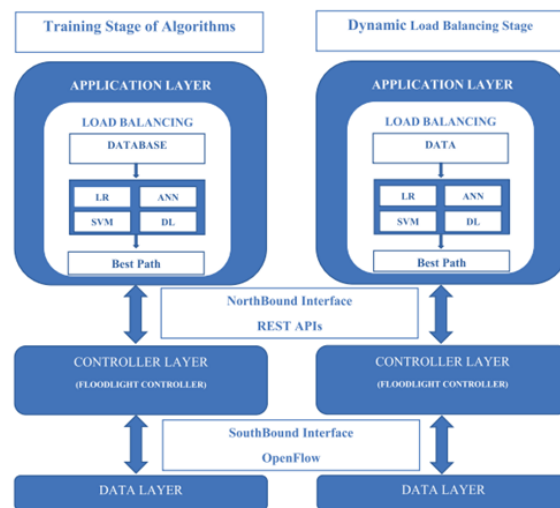 Training Stage of Algorithms
Dynamic Load Balancing Stage
APPLICATION LAYER
LOAD BALANCING
DATABASE
LR
ANN
SVM
DL
Best Path
APPLICATION LAYER
LOAD BALANCING
DATA
LR
ANN
SVM
DL
Best Path
NorthBound Interface
REST APIs
CONTROLLER LAYER
(FLOODLIGHT CONTROLLER)
CONTROLLER LAYER
(FLOODLIGHT CONTROLLER)
SouthBound Interface
OpenFlow
DATA LAYER
DATA LAYER